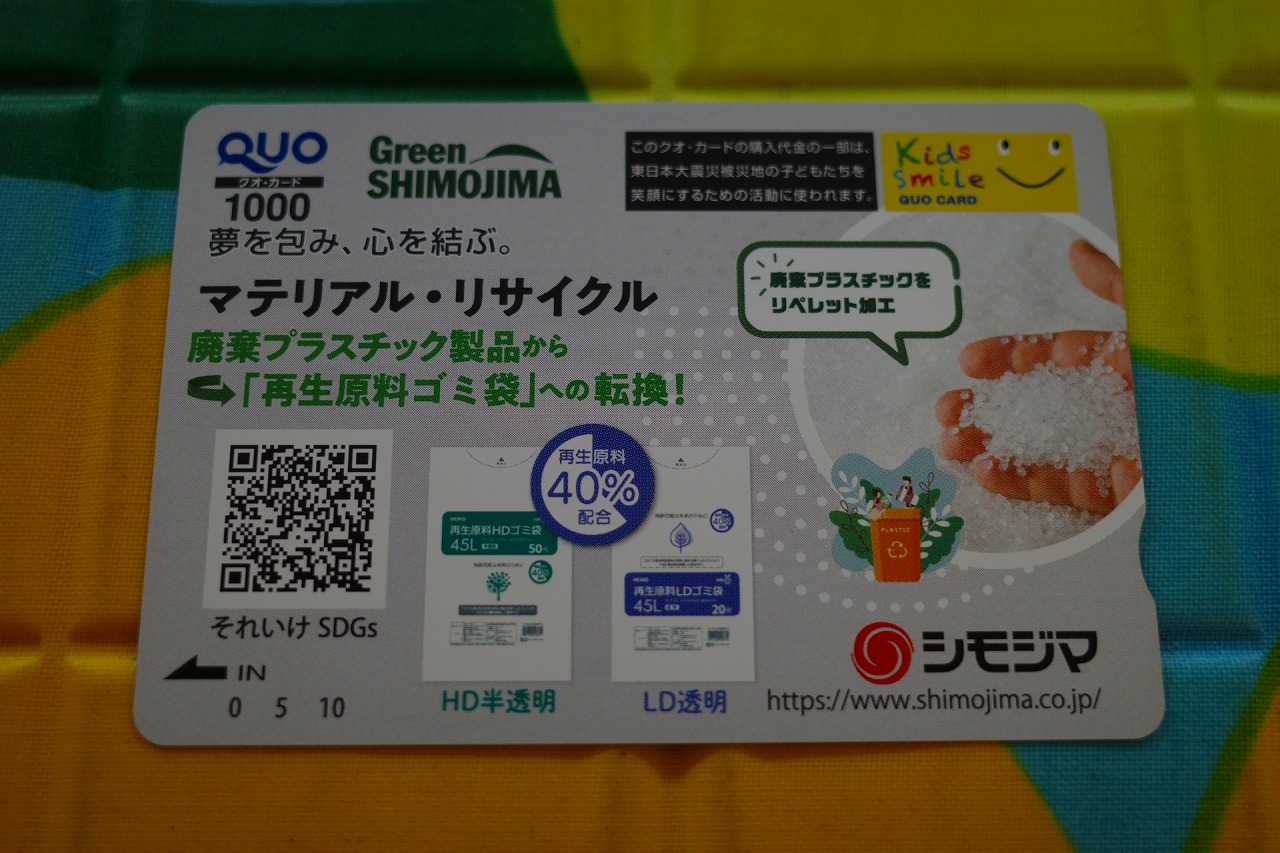 QUO
クオ・カード
1000
Green
SHIMOJIMA
このクオ・カードの購入代金の一部は、
東日本大震災被災地の子どもたちを
笑顔にするための活動に使われます。
Kids
smile
QUO CARD
夢を包み、心を結ぶ。
マテリアル・リサイクル
廃棄プラスチック製品から
「再生原料ゴミ袋」への転換!
廃棄プラスチックを
リペレット加工
再生原料
40%
配合
再生原料HDゴミ袋
45L
50枚
再生原料LDゴミ袋
45L
20枚
PLASTIC
それいけ SDGs
HD半透明
LD透明
IN
0 5 10
シモジマ
https://www.shimojima.co.jp/